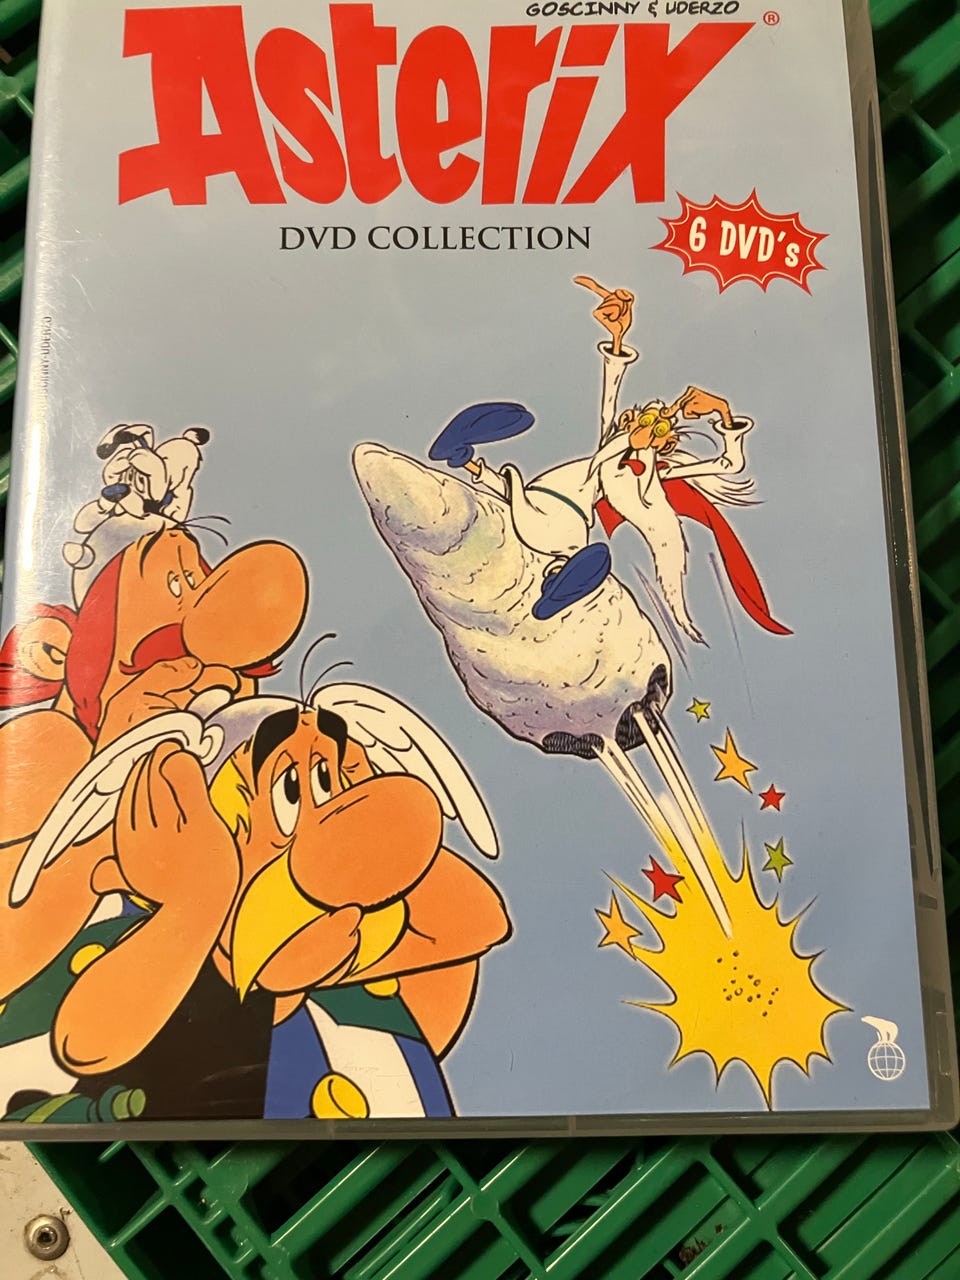 GOSCINNY & UDERZO
Asterix®
DVD COLLECTION
6 DVD's